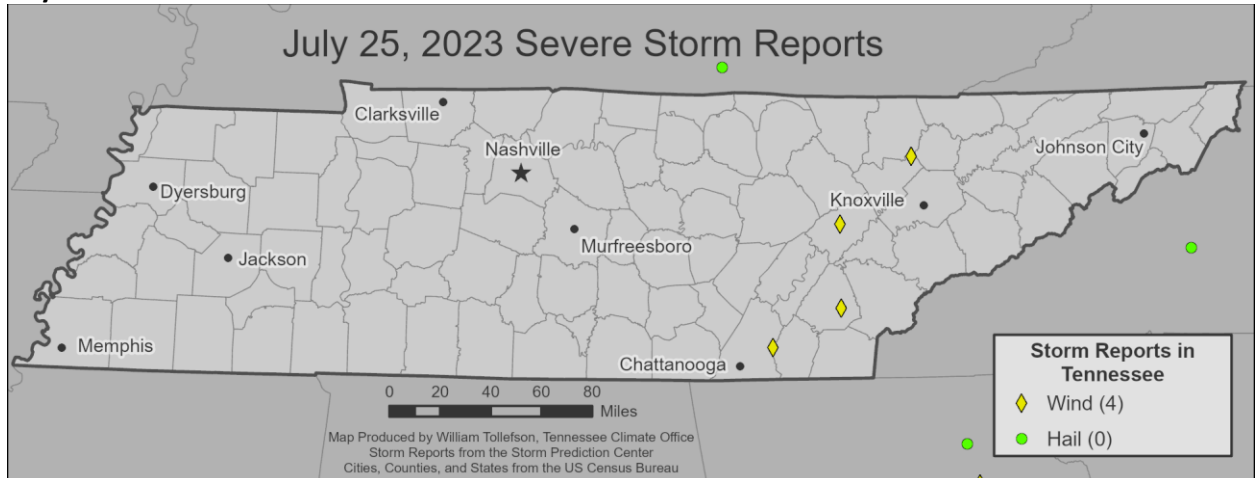 July 25, 2023 Severe Storm Reports
Clarksville
Nashville
Johnson City
Dyersburg
Knoxville
Murfreesboro
Jackson
Memphis
Chattanooga
Storm Reports in
Tennessee
Wind (4)
Hail (0)
0 20 40 60 80
Miles
Map Produced by William Tollefson, Tennessee Climate Office
Storm Reports from the Storm Prediction Center
Cities, Counties, and States from the US Census Bureau